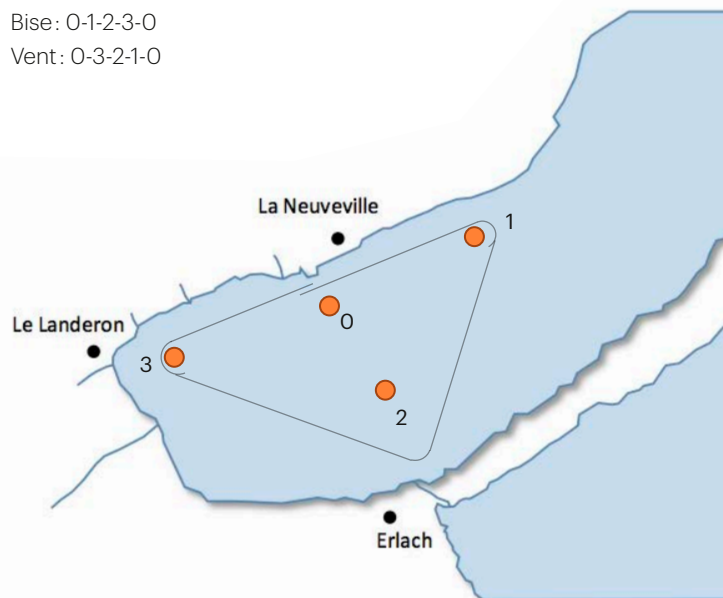 Bise: 0-1-2-3-0
Vent: 0-3-2-1-0
La Neuveville
1
Le Landeron
0
3
2
Erlach